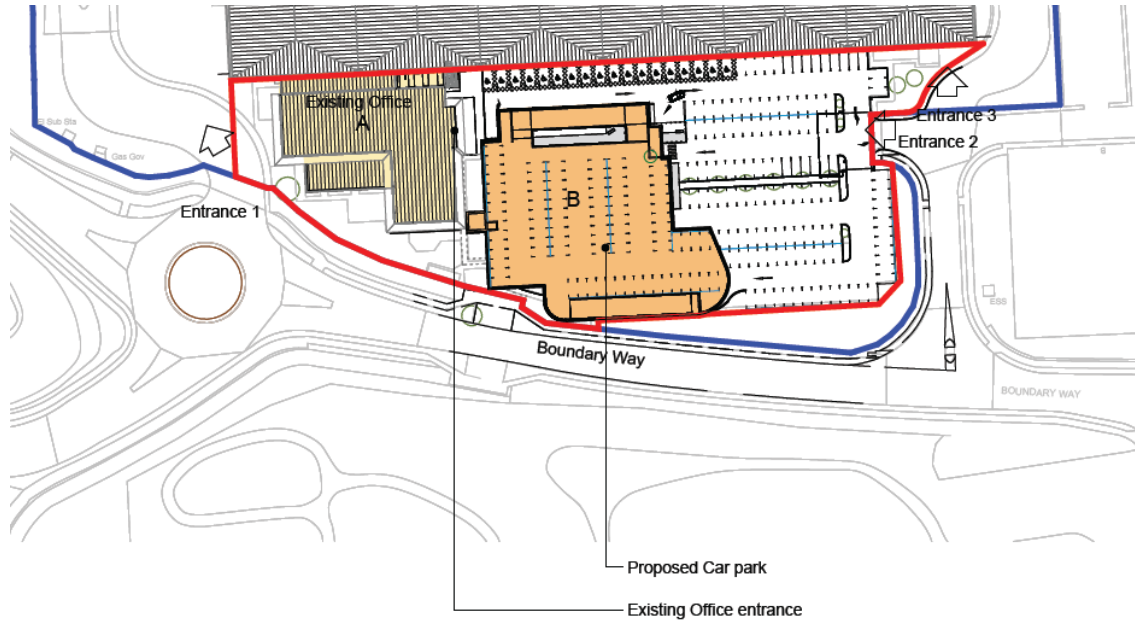 El Sub Sta
Gas Gov
Existing Office
A
Entrance 1
B
Entrance 3
Entrance 2
B
ESS
Boundary Way
BOUNDARY WAY
Proposed Car park
Existing Office entrance